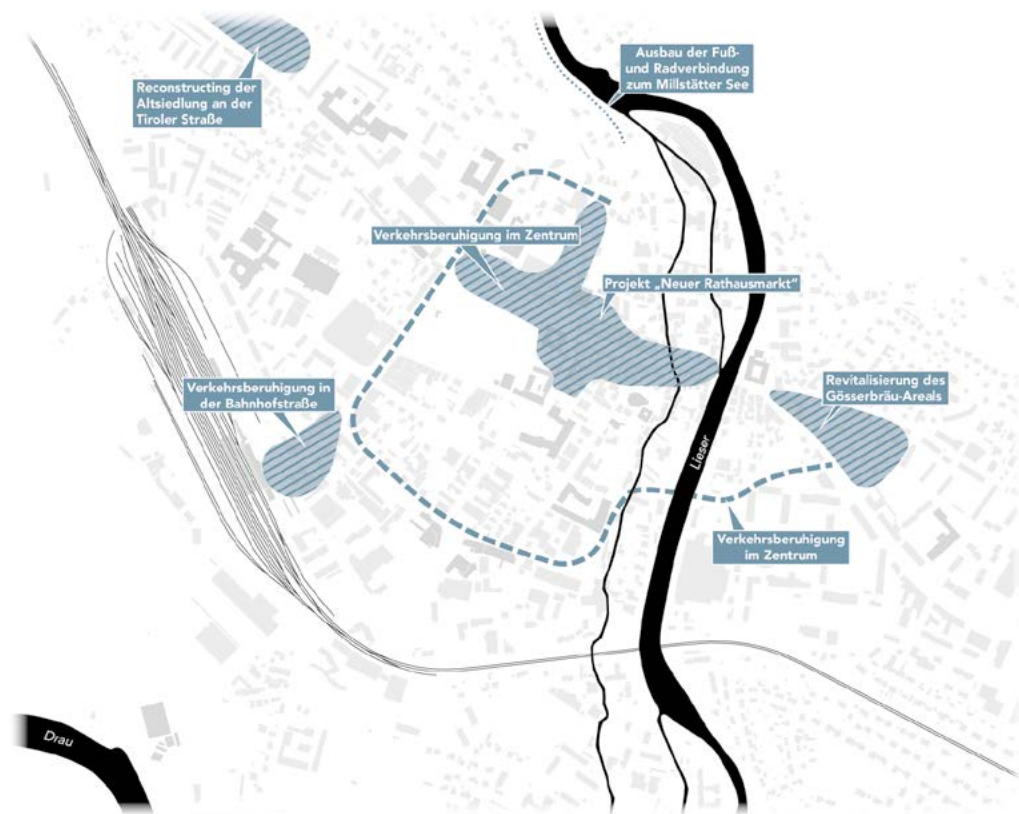 Ausbau der Fuß-
und Radverbindung
zum Millstätter See
Reconstructing der
Altsiedlung an der
Tiroler Straße
Verkehrsberuhigung im Zentrum
Projekt „Neuer Rathausmarkt“
Verkehrsberuhigung in
der Bahnhofstraße
Revitalisierung des
Gösserbräu-Areals
Lieser
Verkehrsberuhigung
im Zentrum
Drau